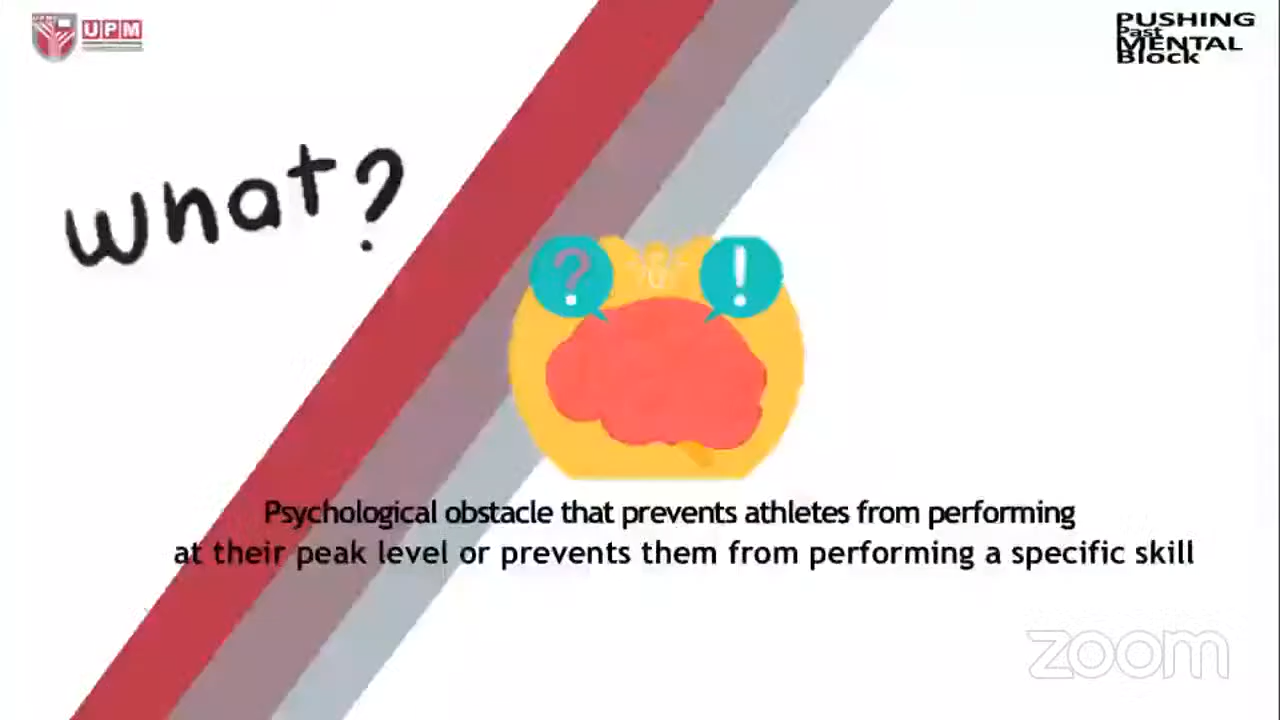 UPM
PUSHING
Past
MENTAL
Block
What?
?
!
Psychological obstacle that prevents athletes from performing
at their peak level or prevents them from performing a specific skill
zoom